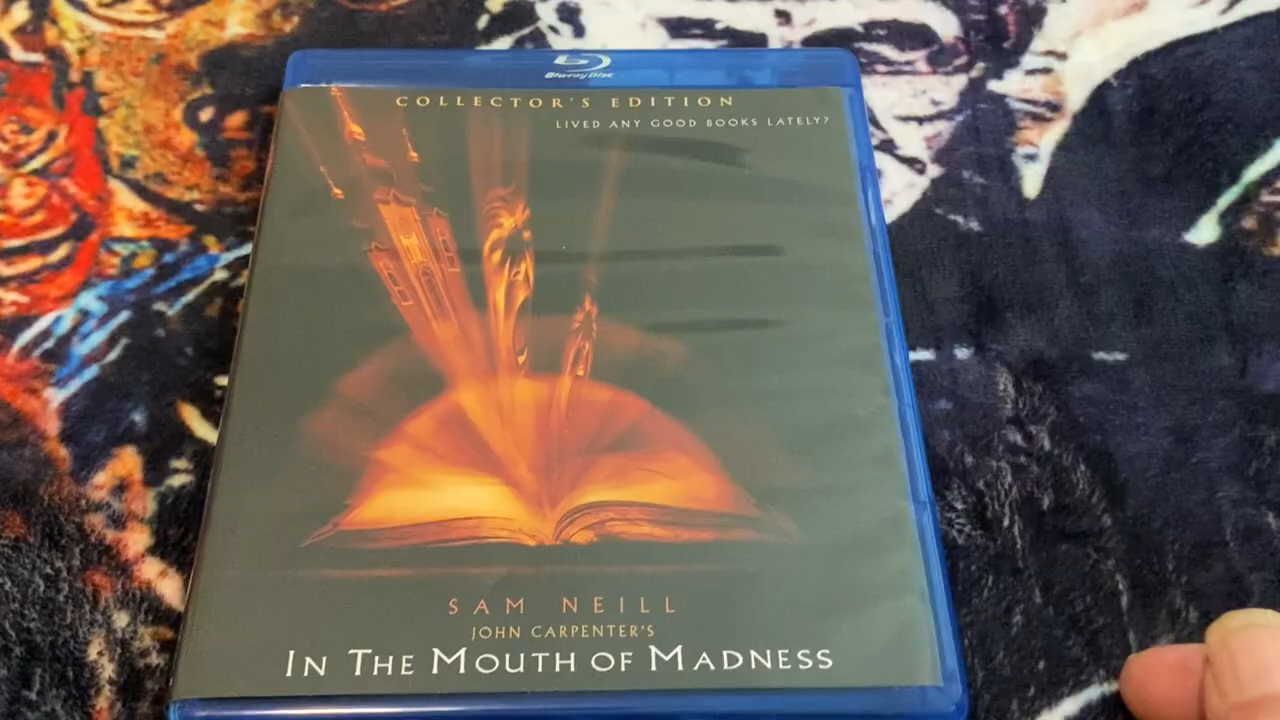 Blu-ray Disc
COLLECTOR'S EDITION
LIVED ANY GOOD BOOKS LATELY?
SAM NEILL
JOHN CARPENTER'S
IN THE MOUTH OF MADNESS